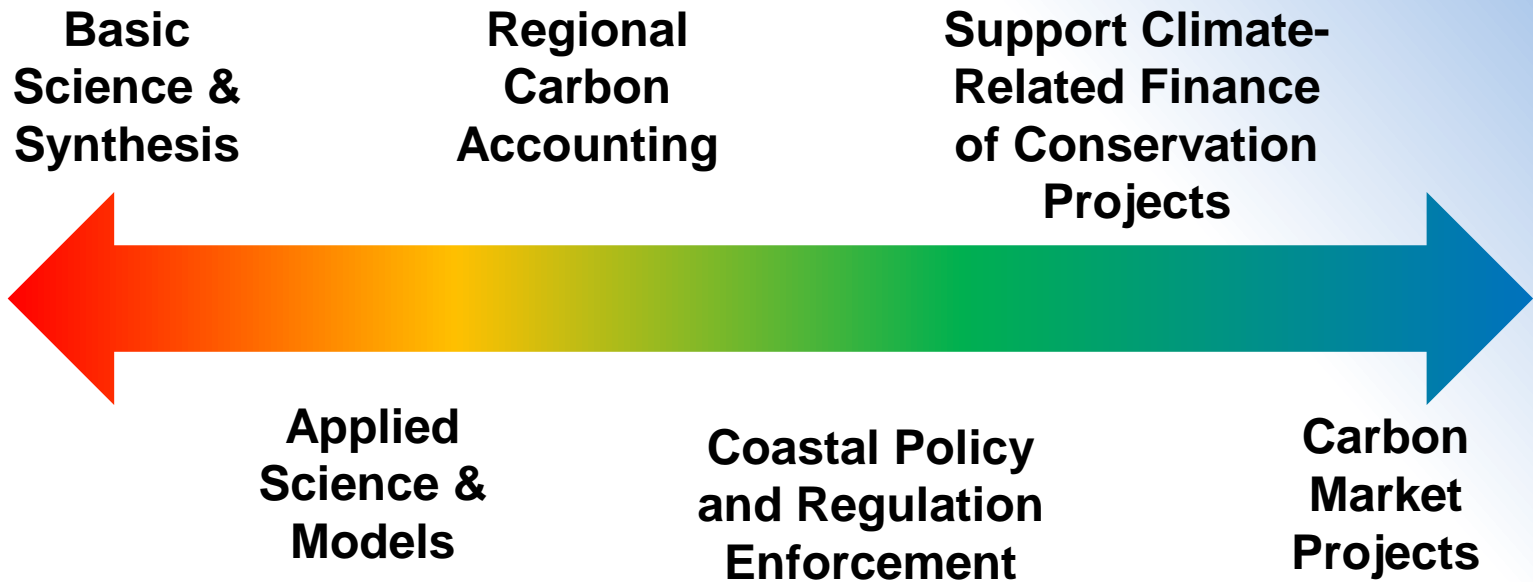 Basic
Science &
Synthesis
Regional
Carbon
Accounting
Support Climate-
Related Finance
of Conservation
Projects
Applied
Science &
Models
Coastal Policy
and Regulation
Enforcement
Carbon
Market
Projects